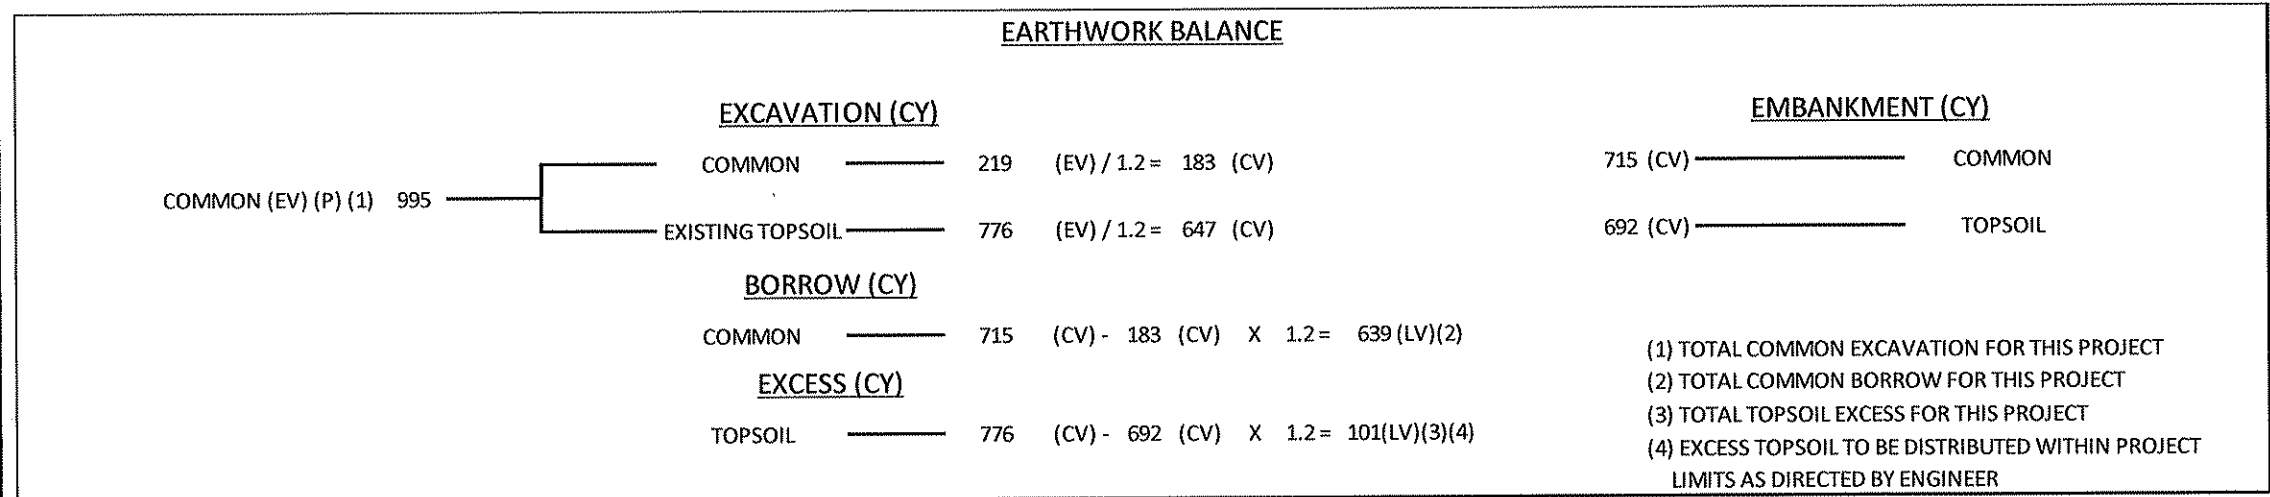 EARTHWORK BALANCE
EXCAVATION (CY)
EMBANKMENT (CY)
COMMON 219 (EV) / 1.2 = 183 (CV)
715 (CV) COMMON
COMMON (EV) (P) (1) 995
EXISTING TOPSOIL 776 (EV) / 1.2 = 647 (CV)
692 (CV) TOPSOIL
BORROW (CY)
COMMON 715 (CV) - 183 (CV) X 1.2 = 639 (LV)(2)
EXCESS (CY)
TOPSOIL 776 (CV) - 692 (CV) X 1.2 = 101(LV)(3)(4)
(1) TOTAL COMMON EXCAVATION FOR THIS PROJECT
(2) TOTAL COMMON BORROW FOR THIS PROJECT
(3) TOTAL TOPSOIL EXCESS FOR THIS PROJECT
(4) EXCESS TOPSOIL TO BE DISTRIBUTED WITHIN PROJECT
LIMITS AS DIRECTED BY ENGINEER